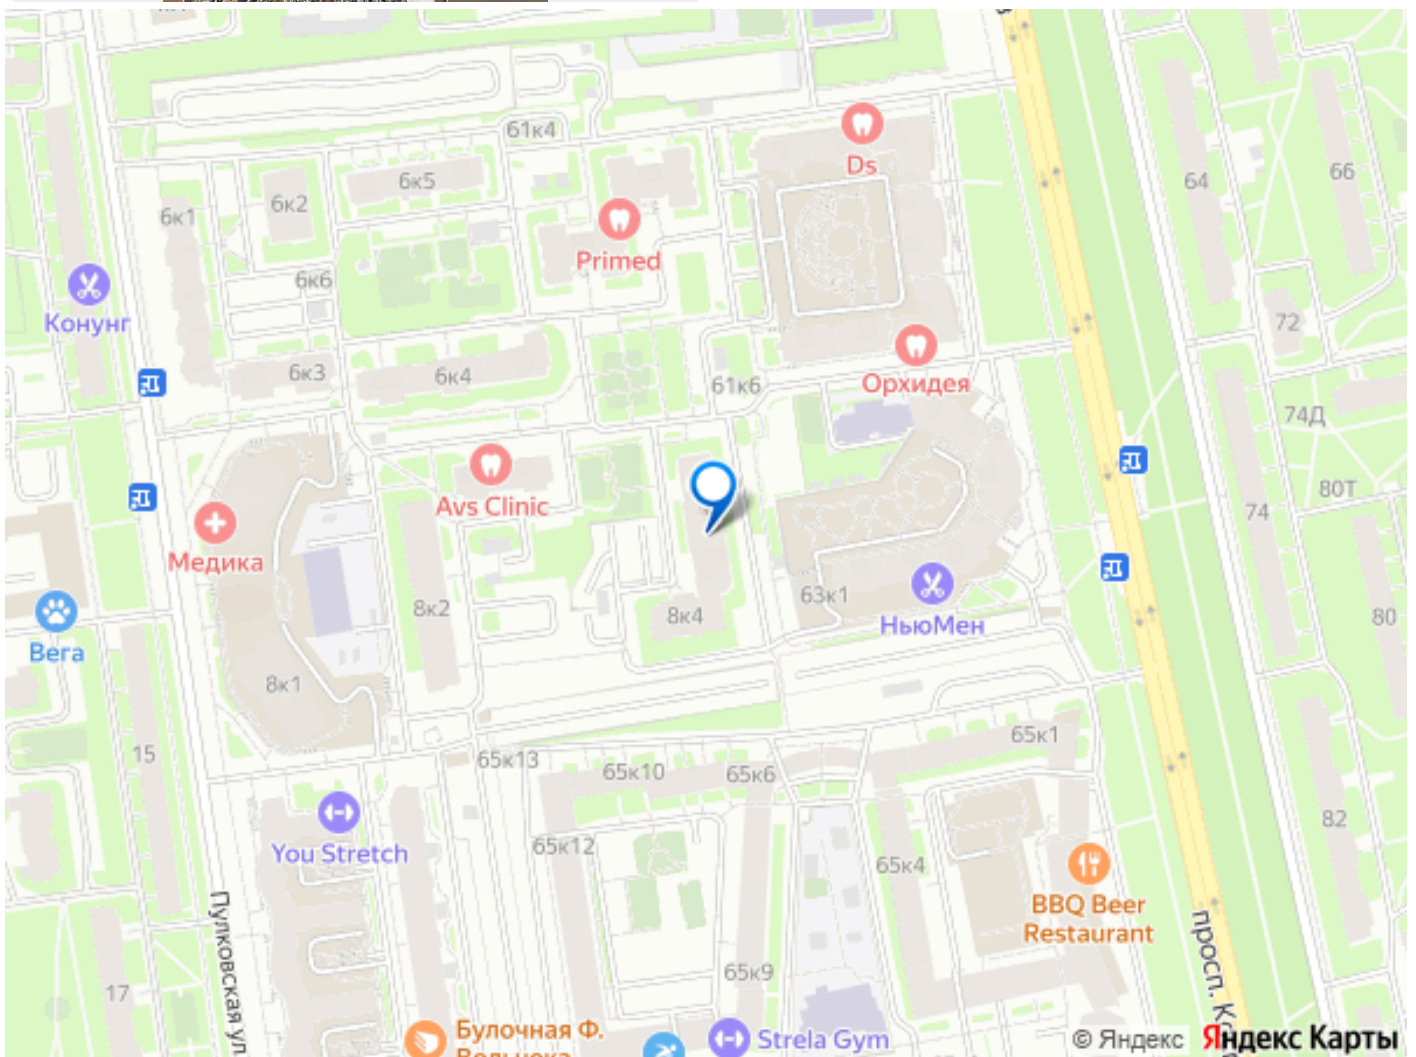 61к4
Ds
6к5
64
66
6к2
6к1
Primed
6к6
Конунг
72
Орхидея
6к3
6к4
61к6
74Д
Avs Clinic
80Т
74
Медика
63к1
8к2
8к4
НьюМен
80
Вега
8к1
65к1
15
65к13
65к10
65к6
82
You Stretch
65к12
65к4
BBQ Beer
Restaurant
Пулковская ул
просп.
65к9
17
Булочная Ф.
Strela Gym
© Яндекс
Яндекс Карты